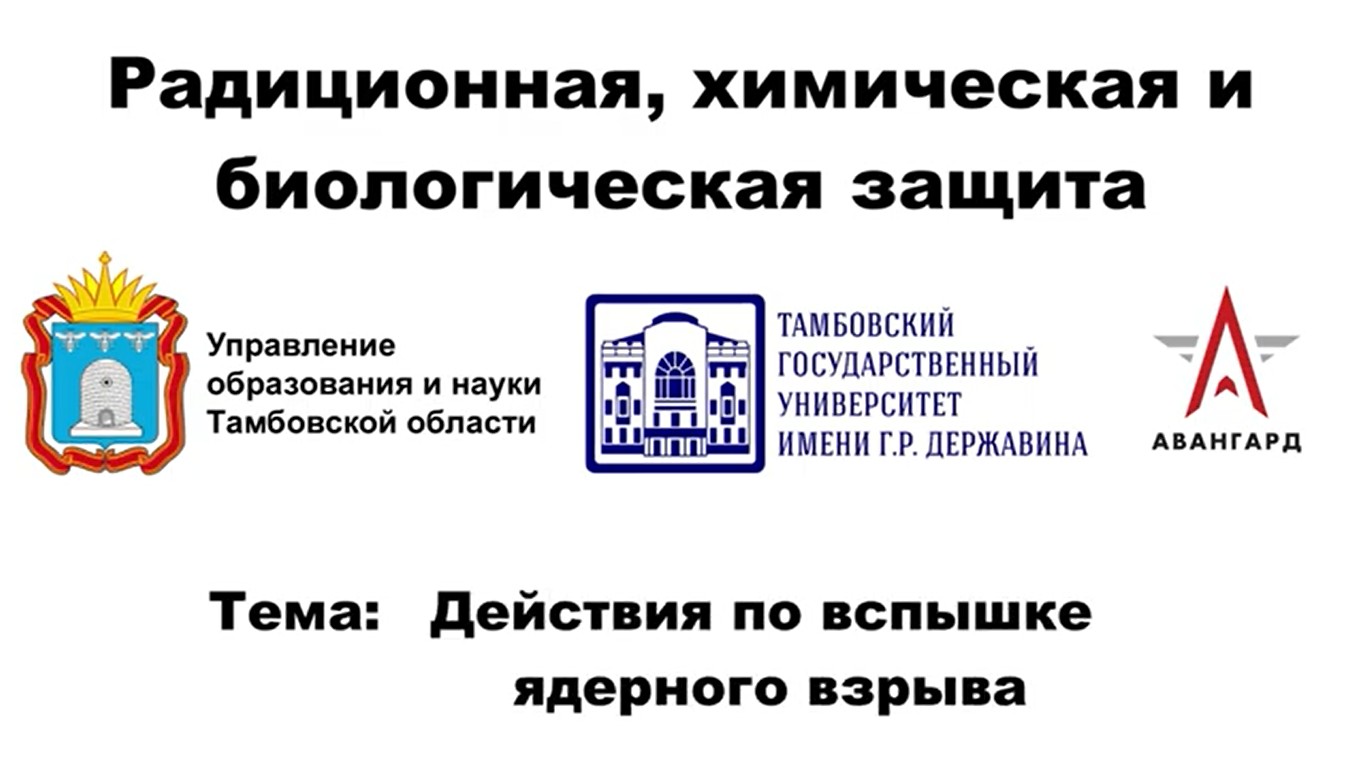 Радиционная, химическая и
биологическая защита
Управление
образования и науки
Тамбовской области
ТАМБОВСКИЙ
ГОСУДАРСТВЕННЫЙ
УНИВЕРСИТЕТ
ИМЕНИ Г.Р. ДЕРЖАВИНА
АВАНГАРД
Тема: Действия по вспышке
ядерного взрыва